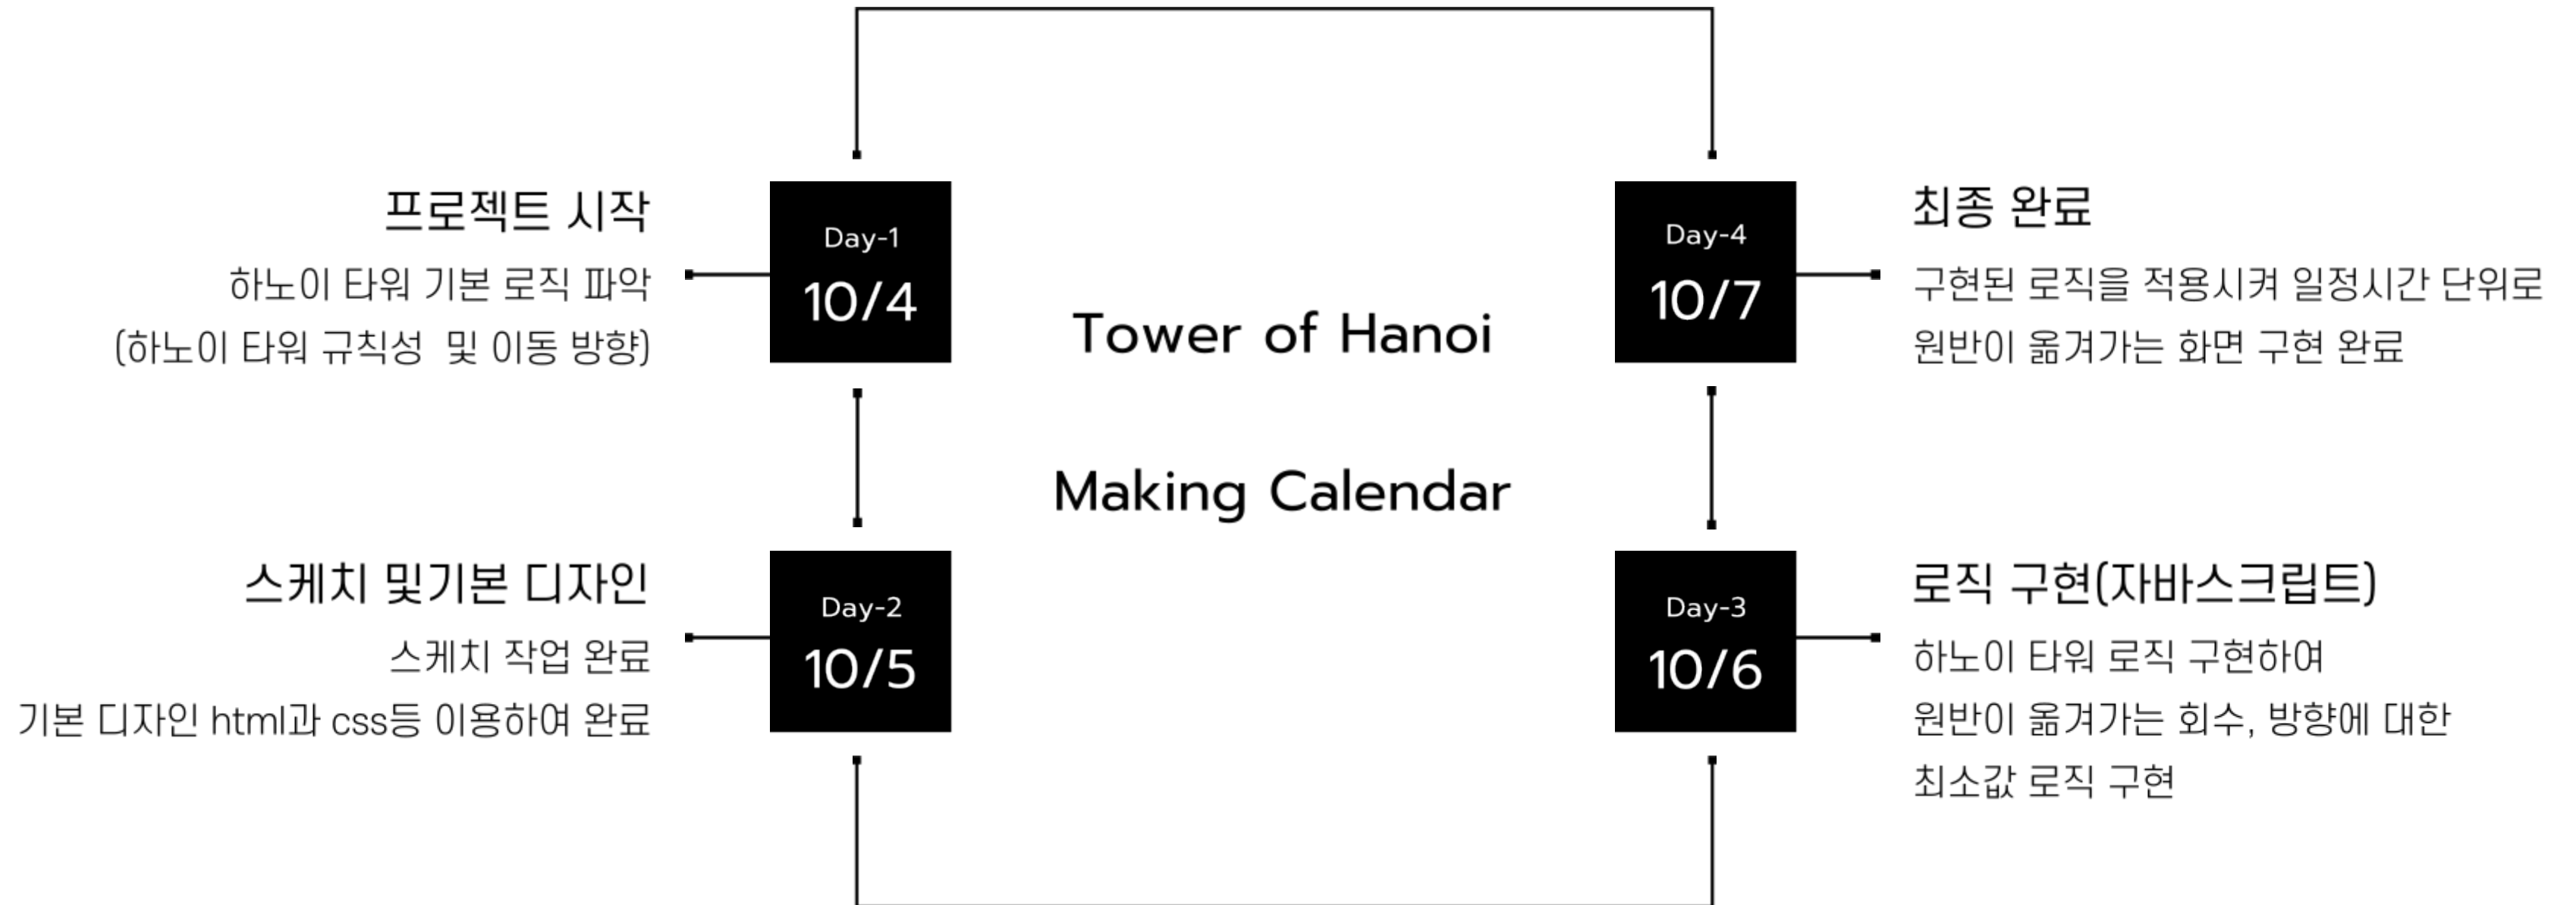 프로젝트 시작
하노이 타워 기본 로직 파악
(하노이 타워 규칙성 및 이동 방향)
Day-1
10/4
스케치 및기본 디자인
스케치 작업 완료
기본 디자인 html과 css등 이용하여 완료
Day-2
10/5
Tower of Hanoi
Making Calendar
Day-4
10/7
최종 완료
구현된 로직을 적용시켜 일정시간 단위로
원반이 옮겨가는 화면 구현 완료
Day-3
10/6
로직 구현(자바스크립트)
하노이 타워 로직 구현하여
원반이 옮겨가는 회수, 방향에 대한
최소값 로직 구현